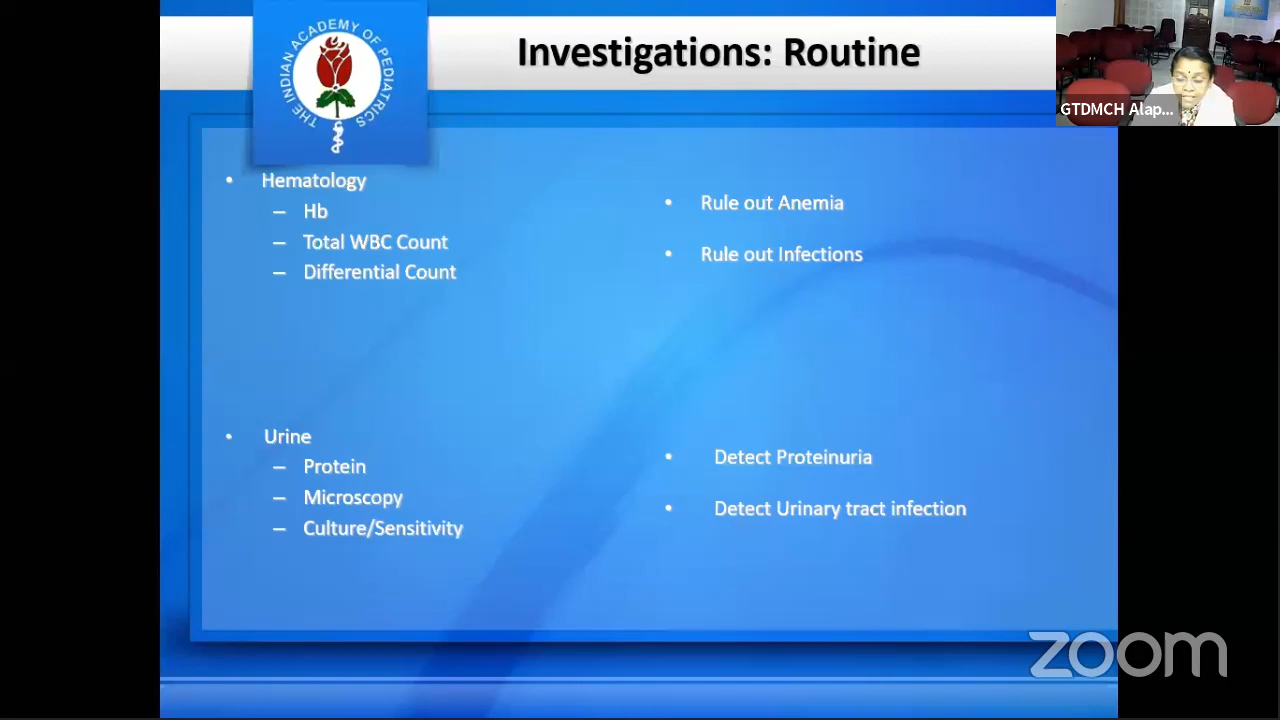 Investigations: Routine
THE INDIAN ACADEMY OF PEDIATRICS
GTDMCH Alap...
• Hematology
– Hb
– Total WBC Count
– Differential Count
• Rule out Anemia
• Rule out Infections
• Urine
– Protein
– Microscopy
– Culture/Sensitivity
• Detect Proteinuria
• Detect Urinary tract infection
zoom